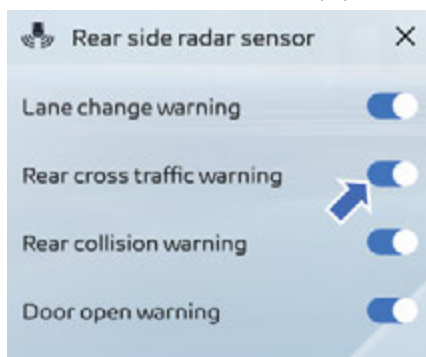 Rear side radar sensor
Lane change warning
Rear cross traffic warning
Rear collision warning
Door open warning